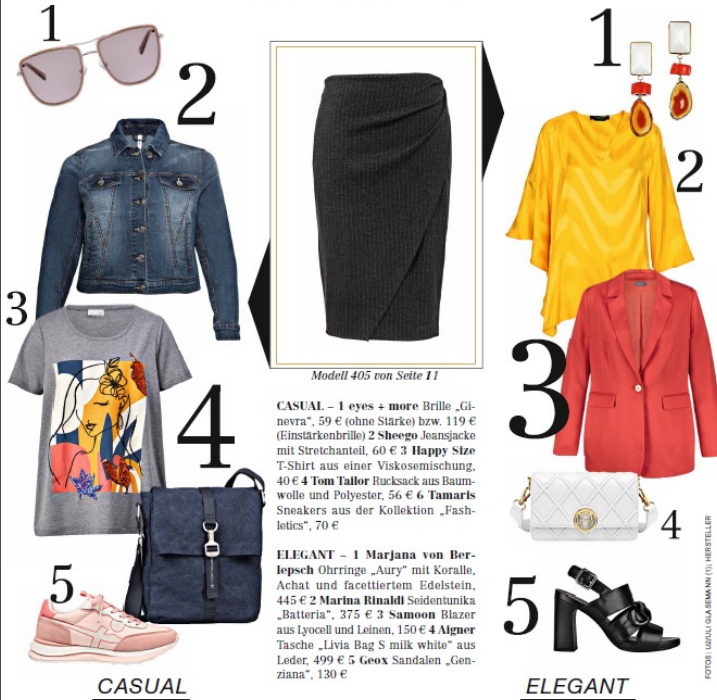 1
2
3
4
5
CASUAL
Modell 405 von Seite 11
CASUAL – 1 eyes + more Brille „Gi-
nevra“, 59 € (ohne Stärke) bzw. 119 €
(Einstärkenbrille) 2 Sheego Jeansjacke
mit Stretchanteil, 60 € 3 Happy Size
T-Shirt aus einer Viskosemischung,
40 € 4 Tom Tailor Rucksack aus Baum-
wolle und Polyester, 56 € 6 Tamaris
Sneakers aus der Kollektion „Fash-
letics“, 70 €
ELEGANT – 1 Marjana von Ber-
lepsch Ohrringe „Aury“ mit Koralle,
Achat und facettiertem Edelstein,
445 € 2 Marina Rinaldi Seidentunika
„Batteria“, 375 € 3 Samoon Blazer
aus Lyocell und Leinen, 150 € 4 Aigner
Tasche „Livia Bag S milk white“ aus
Leder, 499 € 5 Geox Sandalen „Gen-
ziana“, 130 €
1
2
3
4
5
ELEGANT
FOTOS: U2/ULI GLASEMANN (1); HERSTELLER